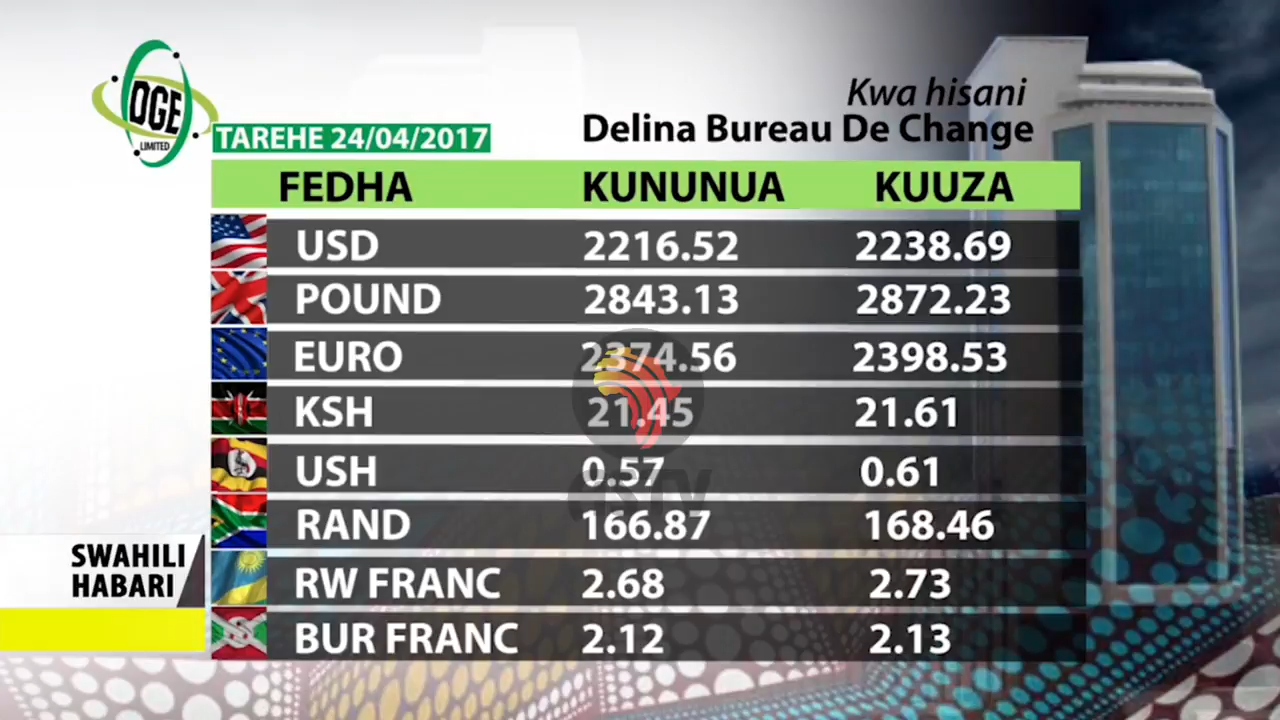 DGE
LIMITED
TAREHE 24/04/2017
Kwa hisani
Delina Bureau De Change
FEDHA KUNUNUA KUUZA
USD 2216.52 2238.69
POUND 2843.13 2872.23
EURO 2374.56 2398.53
KSH 21.45 21.61
USH 0.57 0.61
RAND 166.87 168.46
RW FRANC 2.68 2.73
BUR FRANC 2.12 2.13
SWAHILI
HABARI